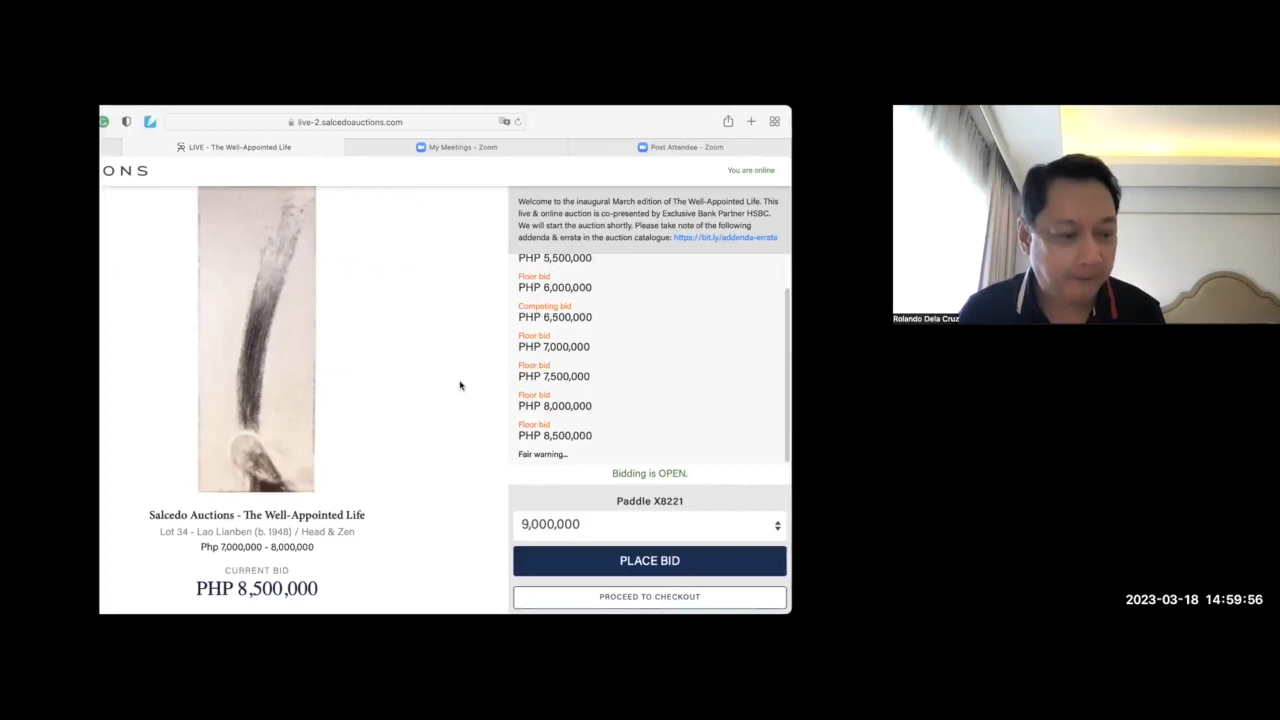 live-2.salcedoauctions.com
LIVE - The Well-Appointed Life
My Meetings - Zoom
Post Attendee - Zoom
ONS
You are online
Welcome to the inaugural March edition of The Well-Appointed Life. This
live & online auction is co-presented by Exclusive Bank Partner HSBC.
We will start the auction shortly. Please take note of the following
addenda & errata in the auction catalogue: https://bit.ly/addenda-errata
PHP 5,500,000
Floor bid
PHP 6,000,000
Competing bid
PHP 6,500,000
Floor bid
PHP 7,000,000
Floor bid
PHP 7,500,000
Floor bid
PHP 8,000,000
Floor bid
PHP 8,500,000
Fair warning...
Bidding is OPEN.
Paddle X8221
9,000,000
PLACE BID
PROCEED TO CHECKOUT
Salcedo Auctions - The Well-Appointed Life
Lot 34 - Lao Lianben (b. 1948) / Head & Zen
Php 7,000,000 - 8,000,000
CURRENT BID
PHP 8,500,000
Rolando Dela Cruz
2023-03-18 14:59:56